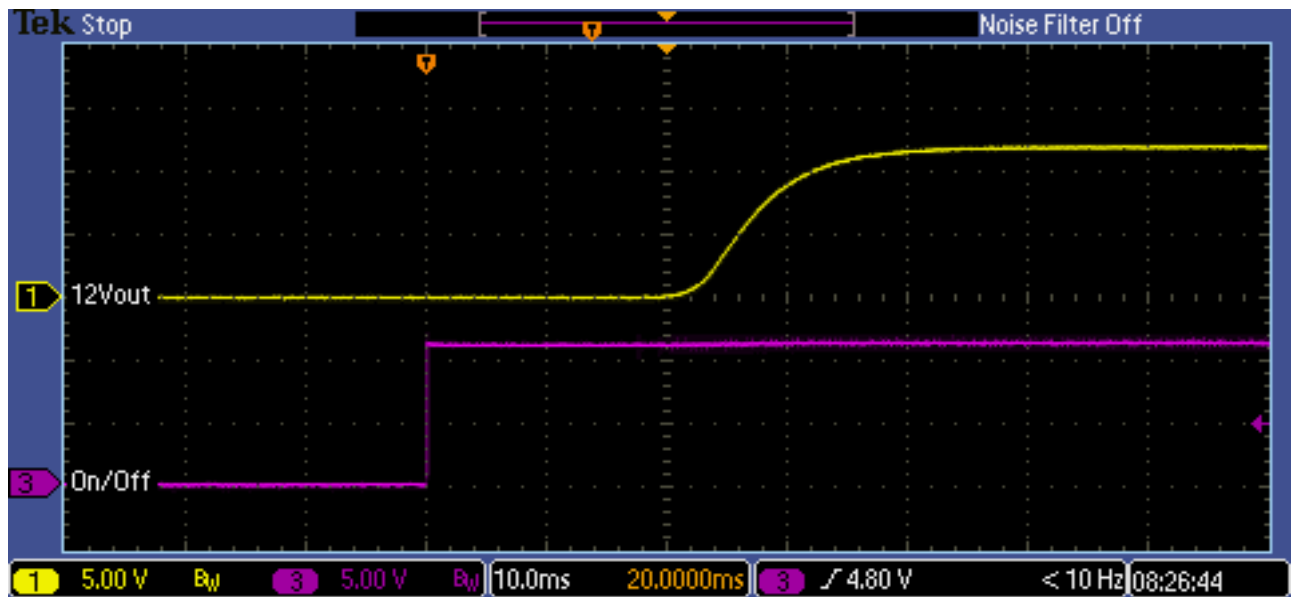 Tek Stop Noise Filter Off
T
T
1 12Vout
3 On/Off
1 5.00 V BW 3 5.00 V BW 10.0ms 20.0000ms 3 4.80 V < 10 Hz 08:26:44